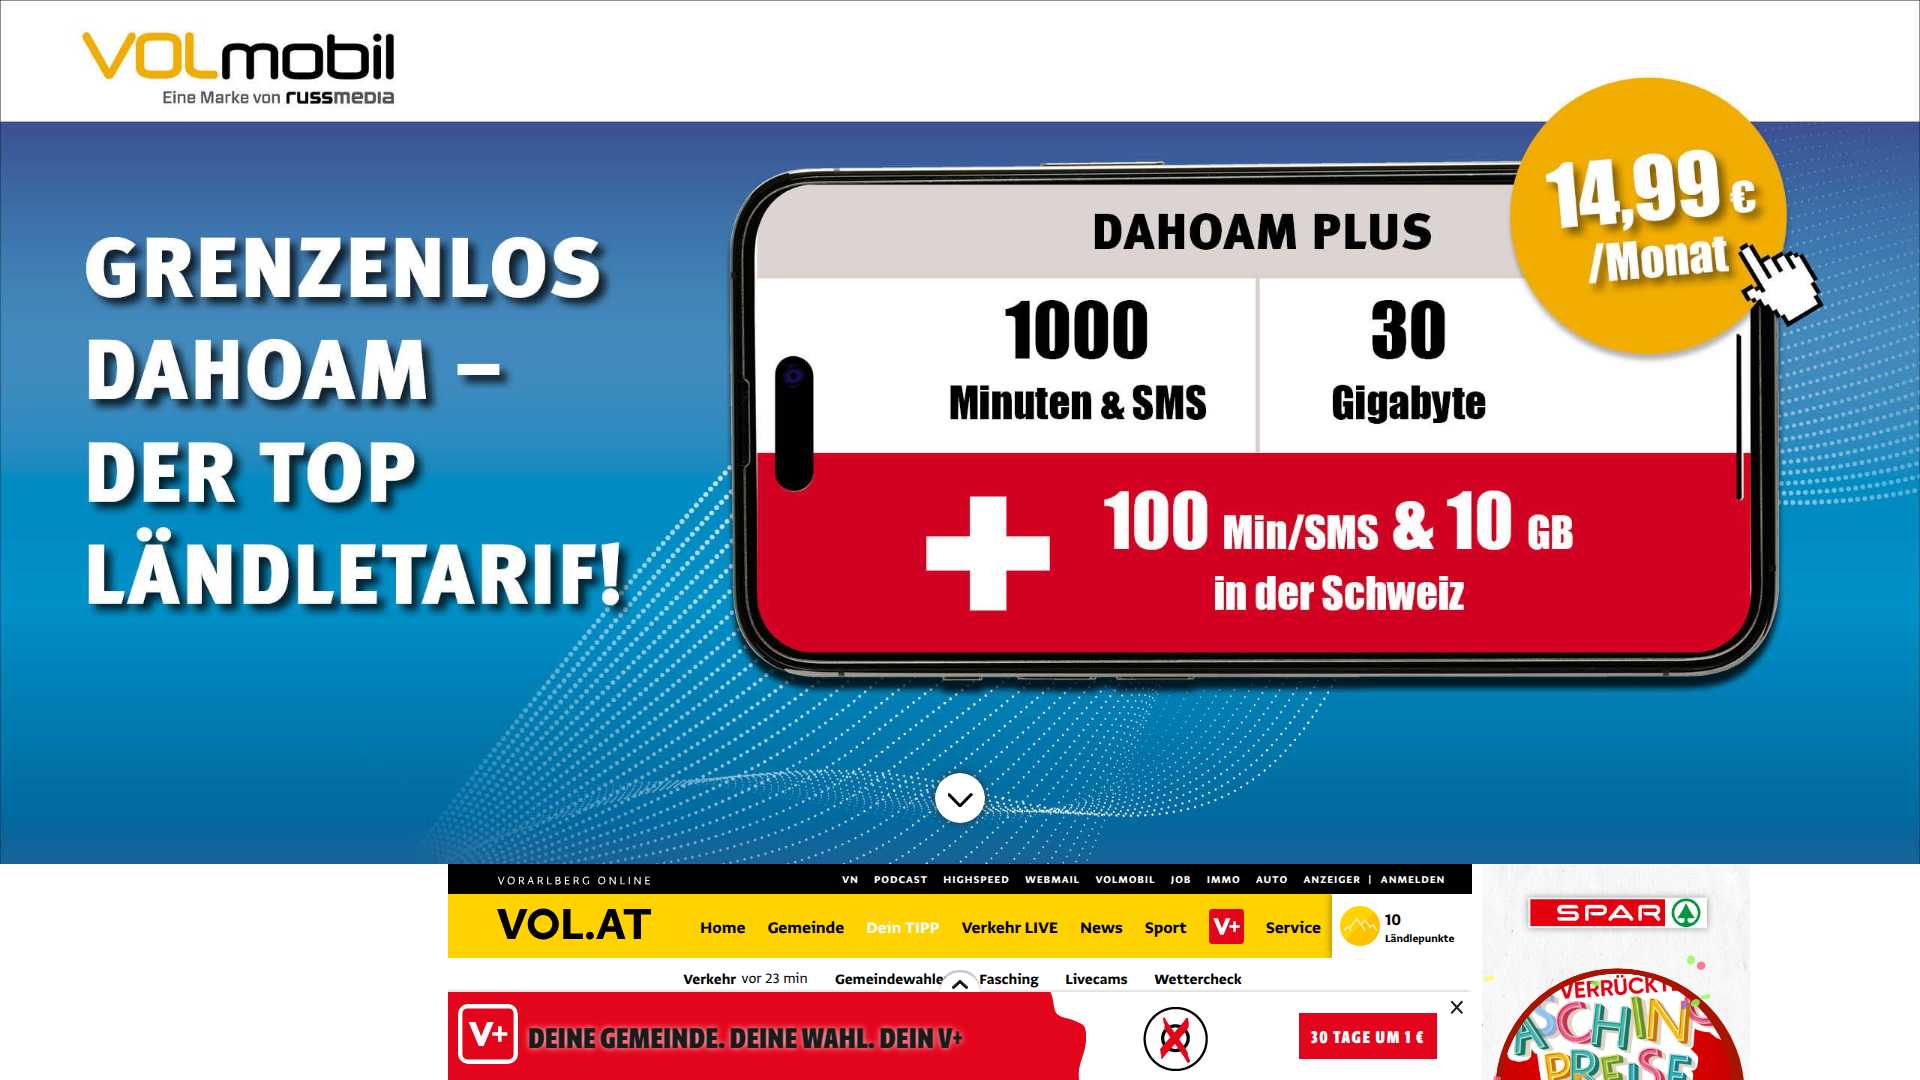 VOLmobil
Eine Marke von russmedia
GRENZENLOS
DAHOAM –
DER TOP
LÄNDLETARIF!
DAHOAM PLUS
14,99 €
/Monat
1000
Minuten & SMS
30
Gigabyte
100 Min/SMS & 10 GB
in der Schweiz
VORARLBERG ONLINE
VN PODCAST HIGHSPEED WEBMAIL VOLMOBIL JOB IMMO AUTO ANZEIGER | ANMELDEN
VOL.AT
Home Gemeinde Dein TIPP Verkehr LIVE News Sport V+ Service
10
Ländlepunkte
Verkehr vor 23 min Gemeindewahle Fasching Livecams Wettercheck
V+ DEINE GEMEINDE. DEINE WAHL. DEIN V+
30 TAGE UM 1 €
SPAR
VERRÜCKT
ASCHIN
PREISE